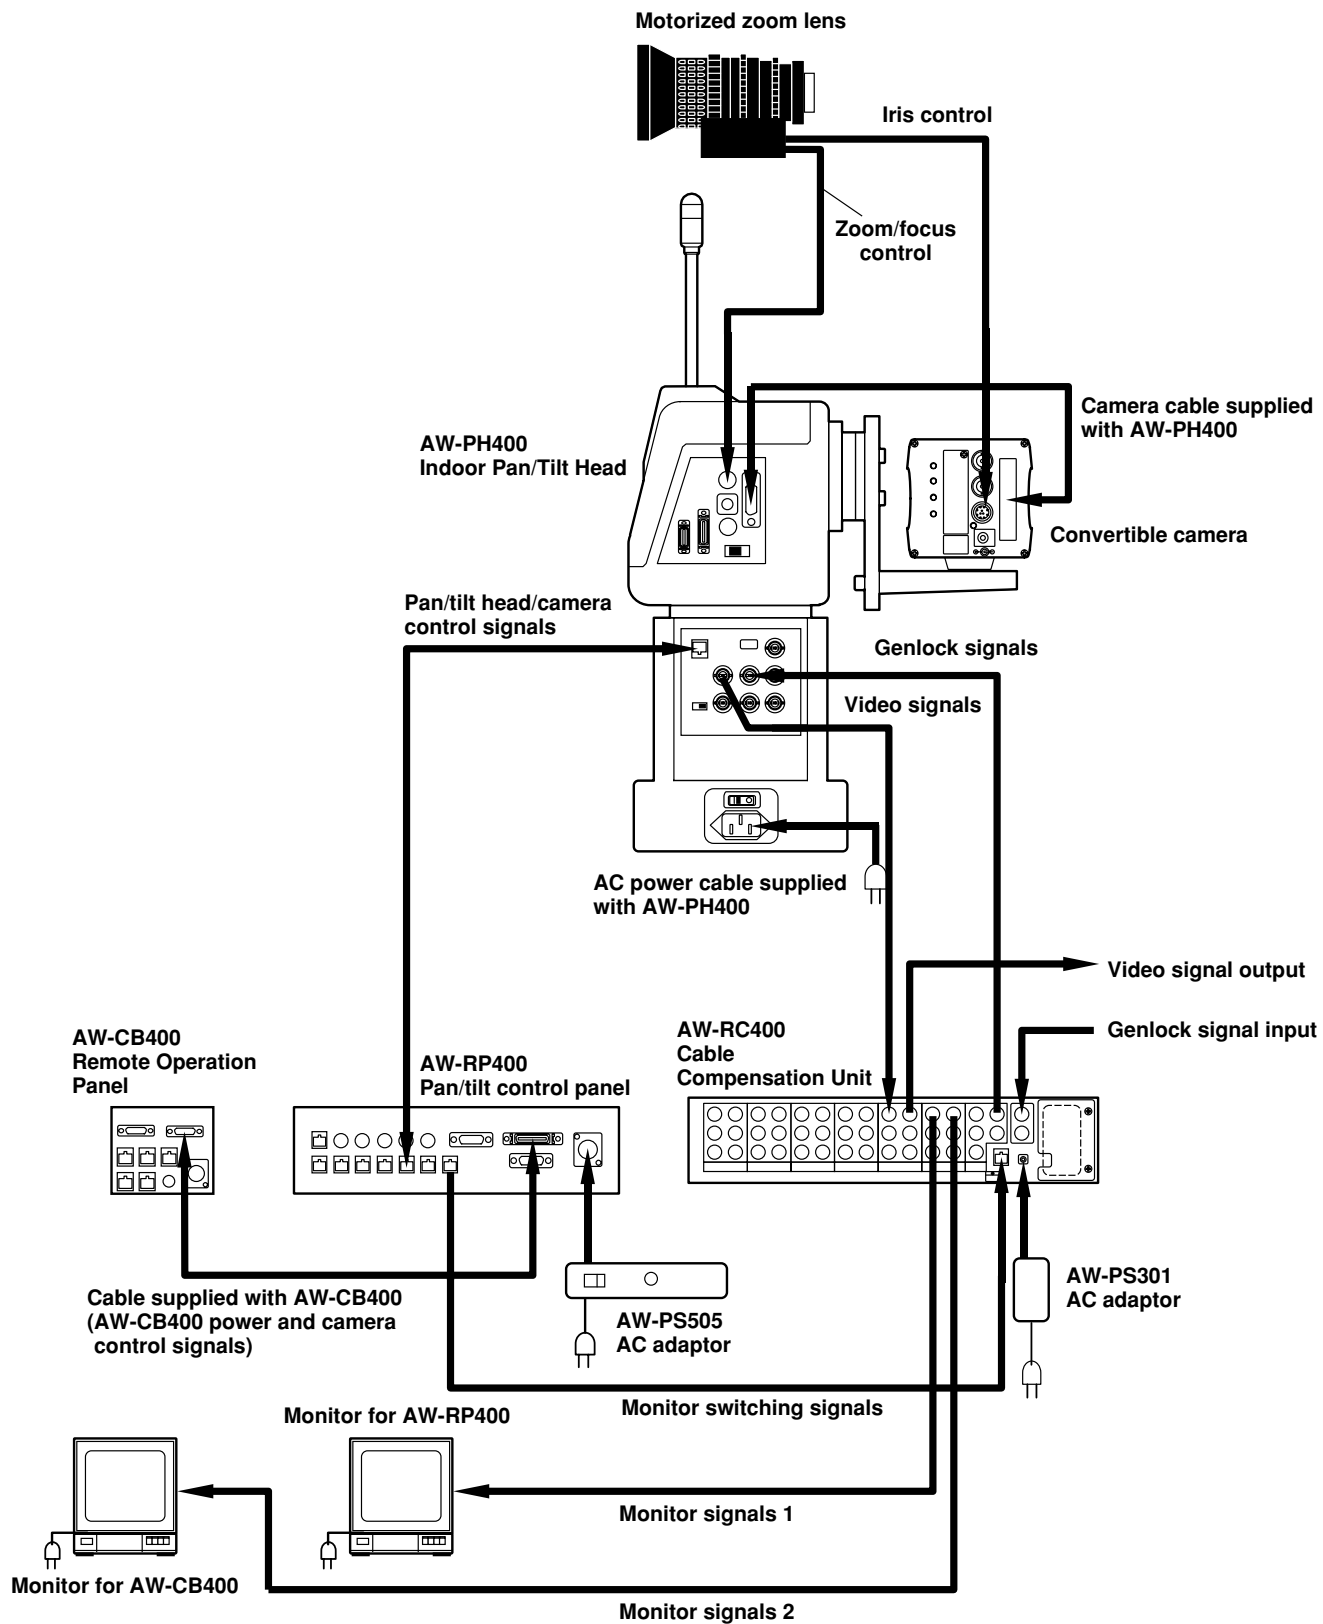 Motorized zoom lens
Iris control
Zoom/focus
control
Camera cable supplied
with AW-PH400
AW-PH400
Indoor Pan/Tilt Head
Convertible camera
Pan/tilt head/camera
control signals
Genlock signals
Video signals
AC power cable supplied
with AW-PH400
Video signal output
Genlock signal input
AW-CB400
Remote Operation
Panel
AW-RP400
Pan/tilt control panel
AW-RC400
Cable
Compensation Unit
AW-PS301
AC adaptor
Cable supplied with AW-CB400
(AW-CB400 power and camera
control signals)
AW-PS505
AC adaptor
Monitor switching signals
Monitor for AW-RP400
Monitor signals 1
Monitor for AW-CB400
Monitor signals 2